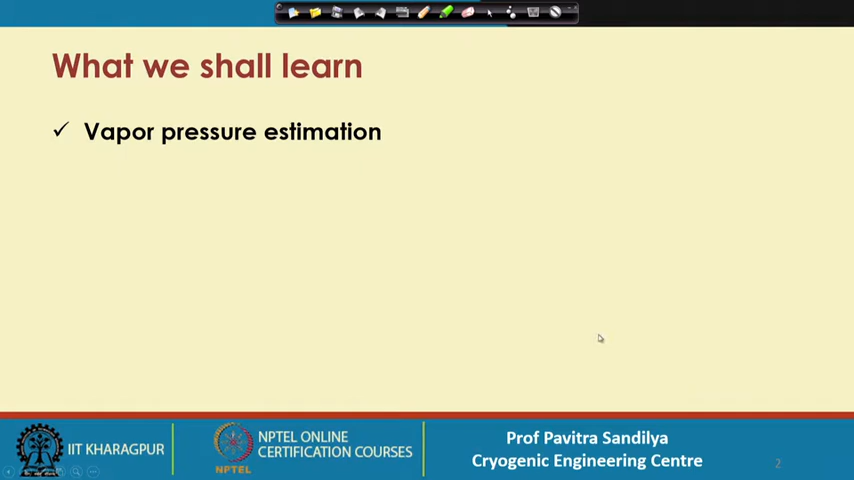 What we shall learn
✓ Vapor pressure estimation
IIT KHARAGPUR
NPTEL
NPTEL ONLINE
CERTIFICATION COURSES
Prof Pavitra Sandilya
Cryogenic Engineering Centre
2